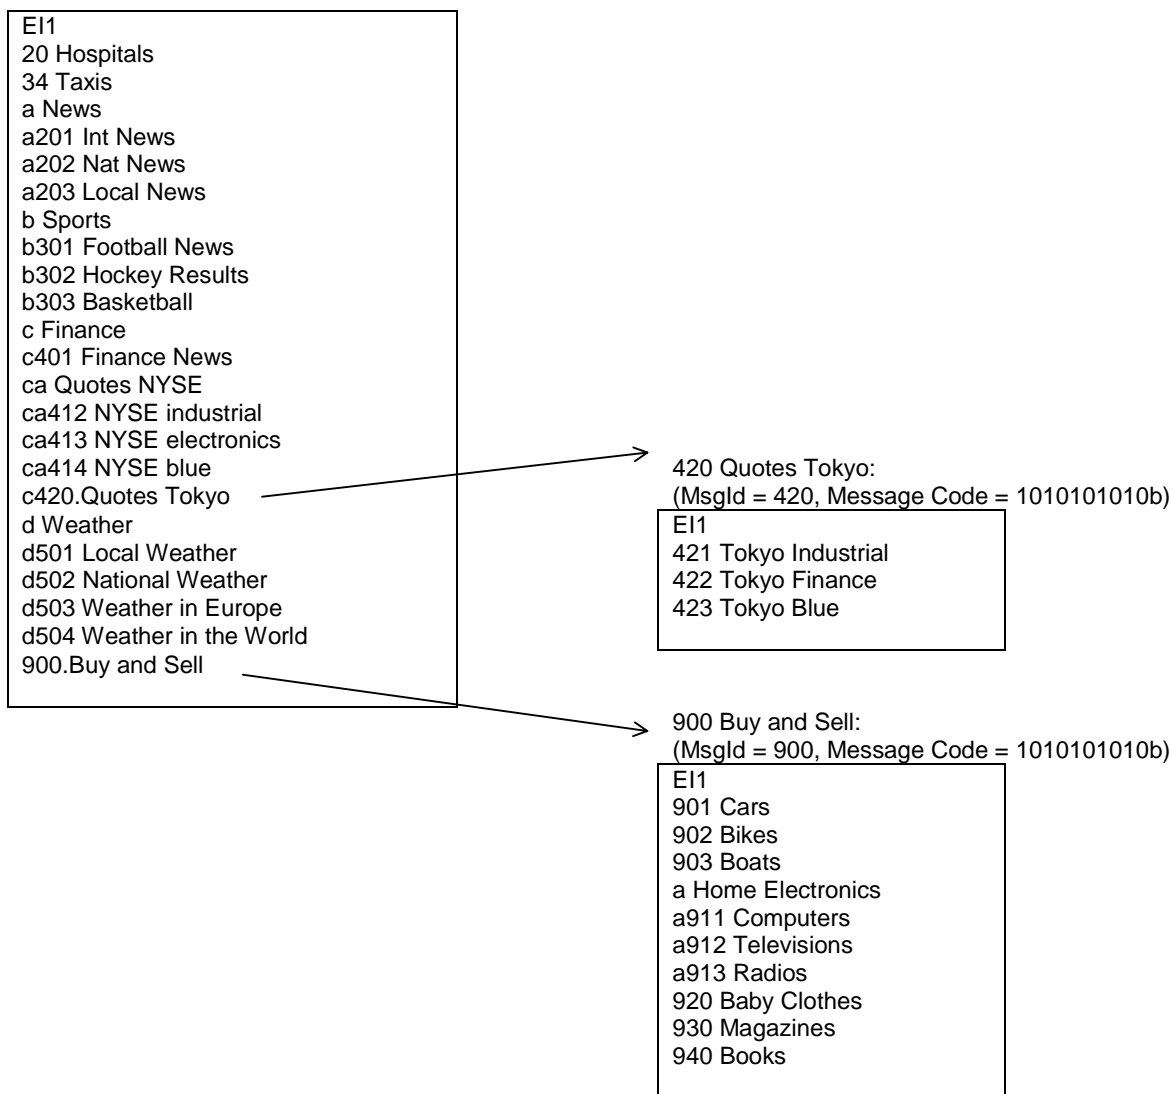 EI1
20 Hospitals
34 Taxis
a News
a201 Int News
a202 Nat News
a203 Local News
b Sports
b301 Football News
b302 Hockey Results
b303 Basketball
c Finance
c401 Finance News
ca Quotes NYSE
ca412 NYSE industrial
ca413 NYSE electronics
ca414 NYSE blue
c420.Quotes Tokyo
d Weather
d501 Local Weather
d502 National Weather
d503 Weather in Europe
d504 Weather in the World
900.Buy and Sell
420 Quotes Tokyo:
(MsgId = 420, Message Code = 1010101010b)
EI1
421 Tokyo Industrial
422 Tokyo Finance
423 Tokyo Blue
900 Buy and Sell:
(MsgId = 900, Message Code = 1010101010b)
EI1
901 Cars
902 Bikes
903 Boats
a Home Electronics
a911 Computers
a912 Televisions
a913 Radios
920 Baby Clothes
930 Magazines
940 Books